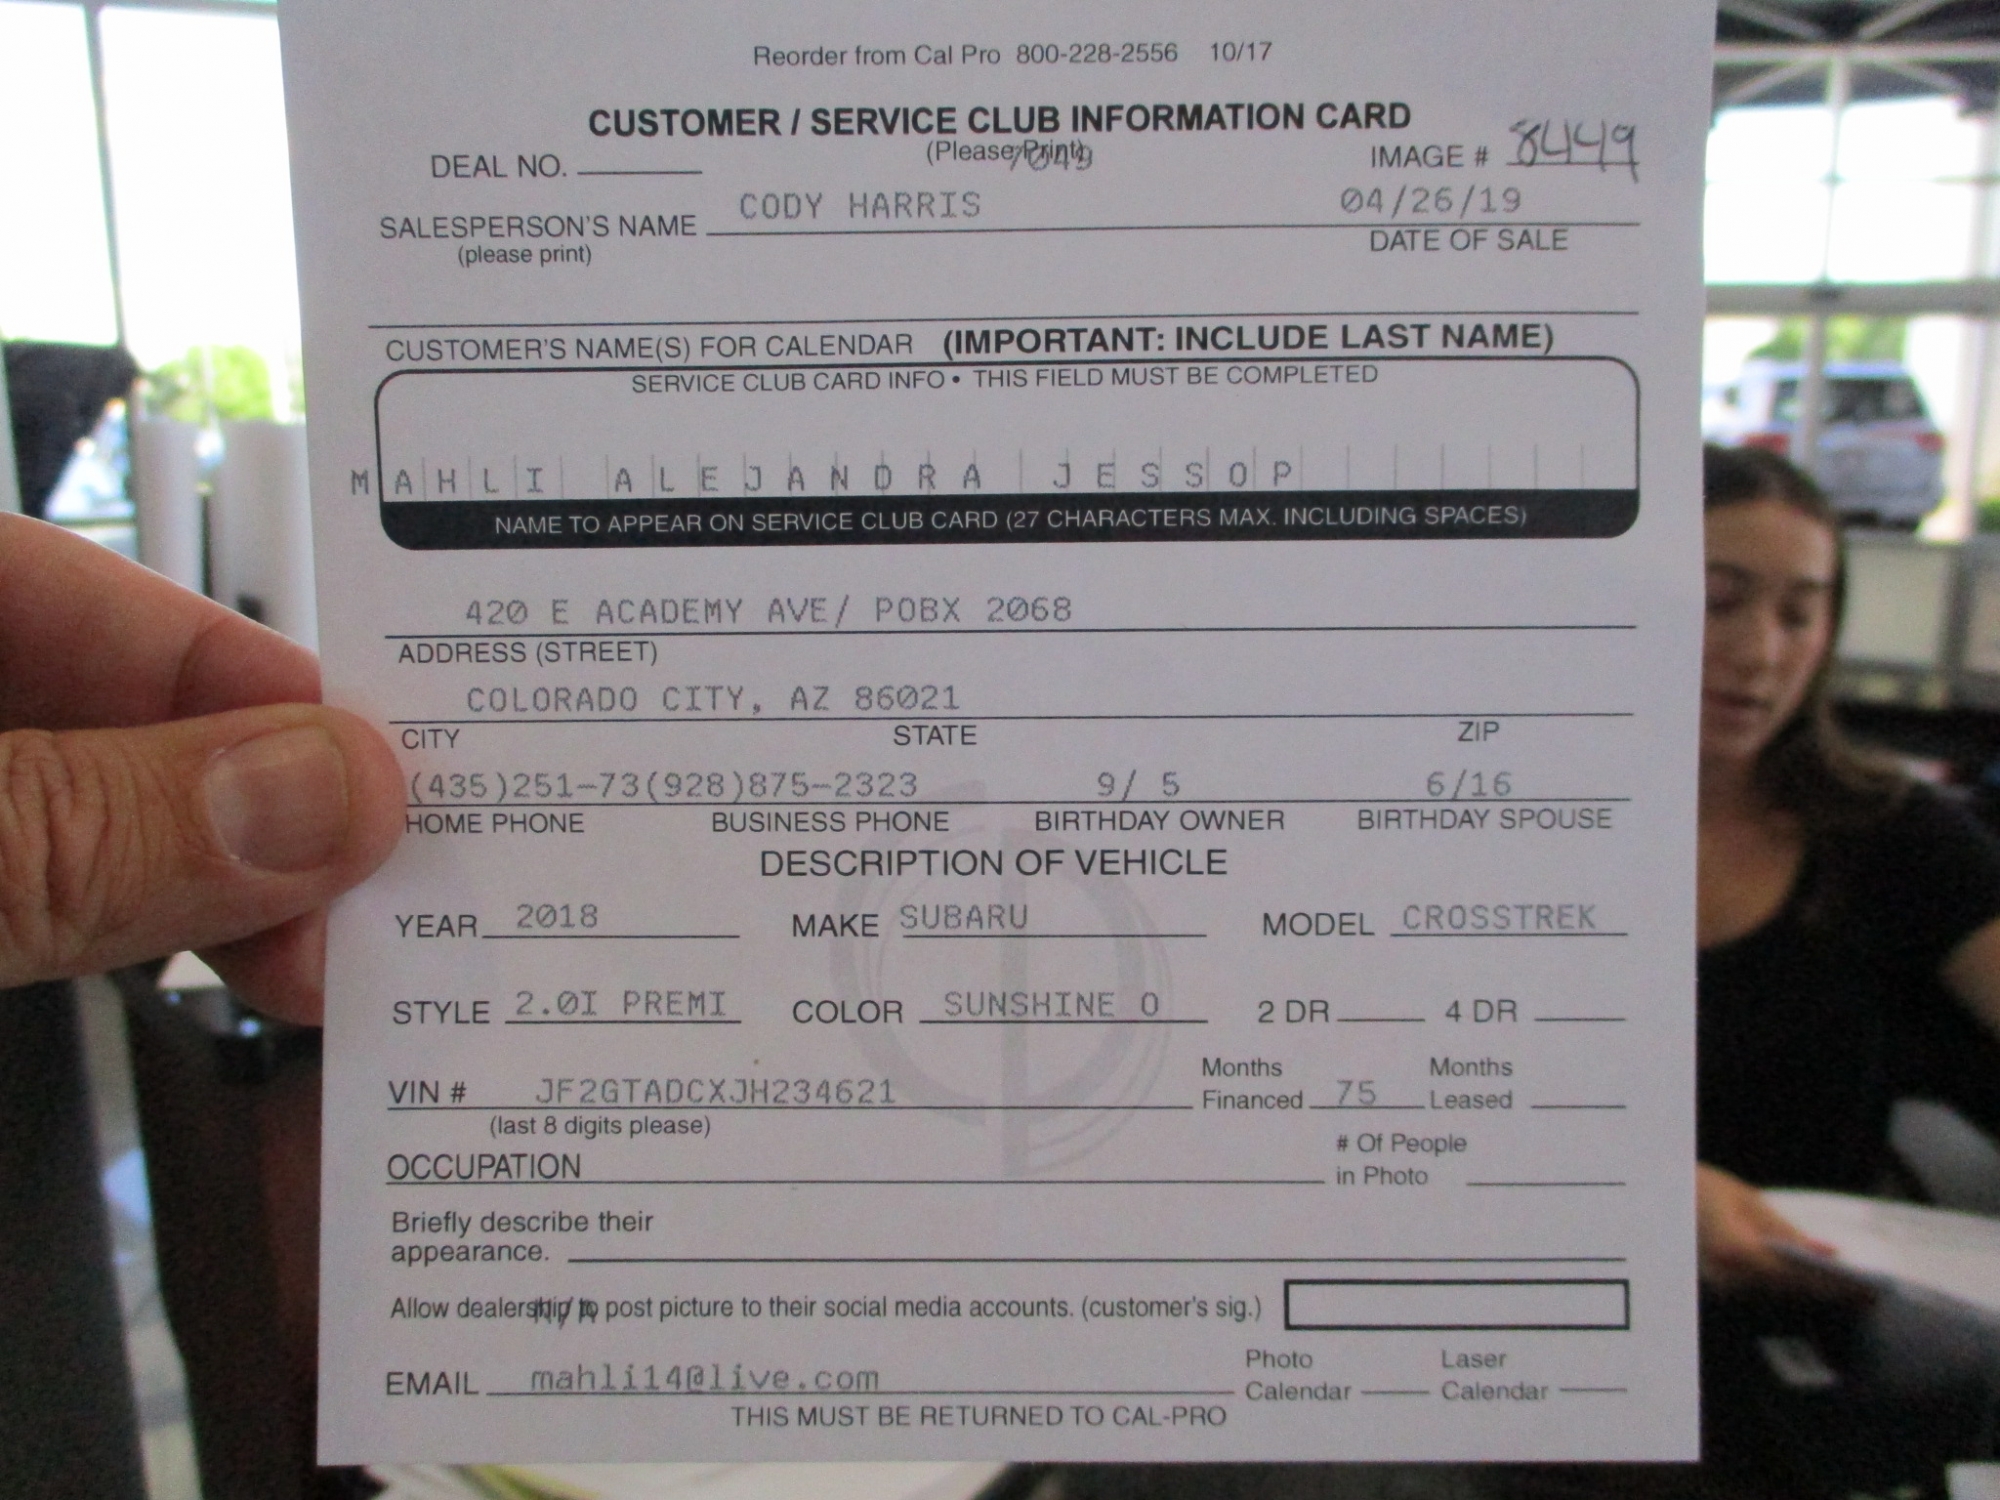 Reorder from Cal Pro 800-228-2556 10/17
CUSTOMER / SERVICE CLUB INFORMATION CARD
(Please Print)
DEAL NO. 7049 IMAGE # 8449
SALESPERSON'S NAME CODY HARRIS 04/26/19
(please print) DATE OF SALE
CUSTOMER'S NAME(S) FOR CALENDAR (IMPORTANT: INCLUDE LAST NAME)
SERVICE CLUB CARD INFO • THIS FIELD MUST BE COMPLETED
MAHLI ALEJANDRA JESSOP
NAME TO APPEAR ON SERVICE CLUB CARD (27 CHARACTERS MAX. INCLUDING SPACES)
420 E ACADEMY AVE/ POBX 2068
ADDRESS (STREET)
COLORADO CITY, AZ 86021
CITY STATE ZIP
(435)251-73(928)875-2323 9/ 5 6/16
HOME PHONE BUSINESS PHONE BIRTHDAY OWNER BIRTHDAY SPOUSE
DESCRIPTION OF VEHICLE
YEAR 2018 MAKE SUBARU MODEL CROSSTREK
STYLE 2.0I PREMI COLOR SUNSHINE O 2 DR 4 DR
VIN # JF2GTADCXJH234621 Months Financed 75 Months Leased
(last 8 digits please)
OCCUPATION # Of People in Photo
Briefly describe their
appearance.
Allow dealership to post picture to their social media accounts. (customer's sig.)
EMAIL mahli14@live.com Photo Calendar Laser Calendar
THIS MUST BE RETURNED TO CAL-PRO